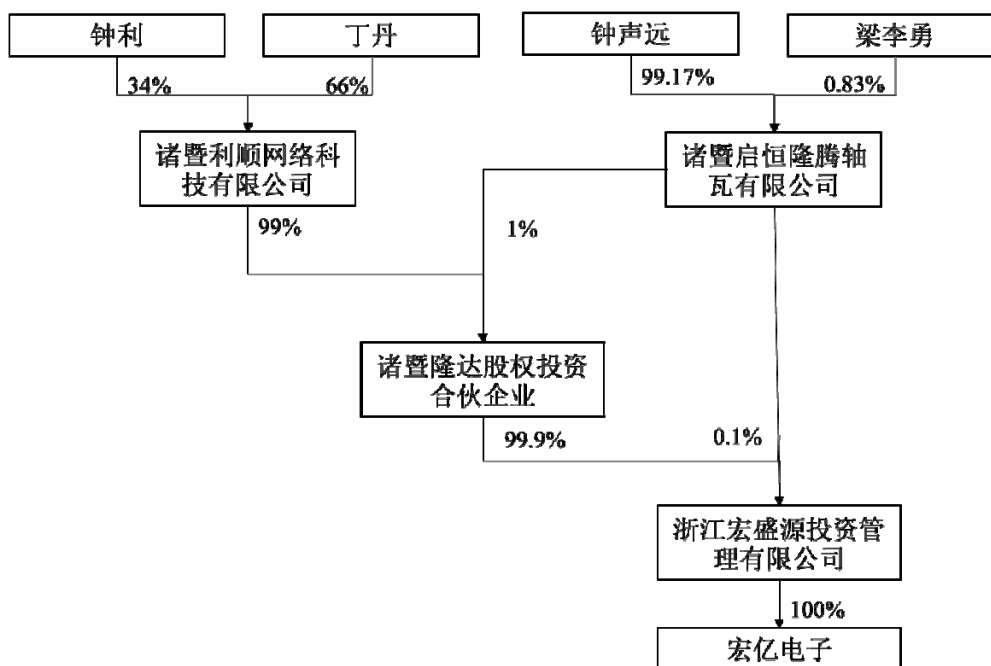 钟利
丁丹
钟声远
梁李勇
34%
66%
99.17%
0.83%
诸暨利顺网络科
技有限公司
诸暨启恒隆腾轴
瓦有限公司
99%
1%
诸暨隆达股权投资
合伙企业
99.9%
0.1%
浙江宏盛源投资管
理有限公司
100%
宏亿电子